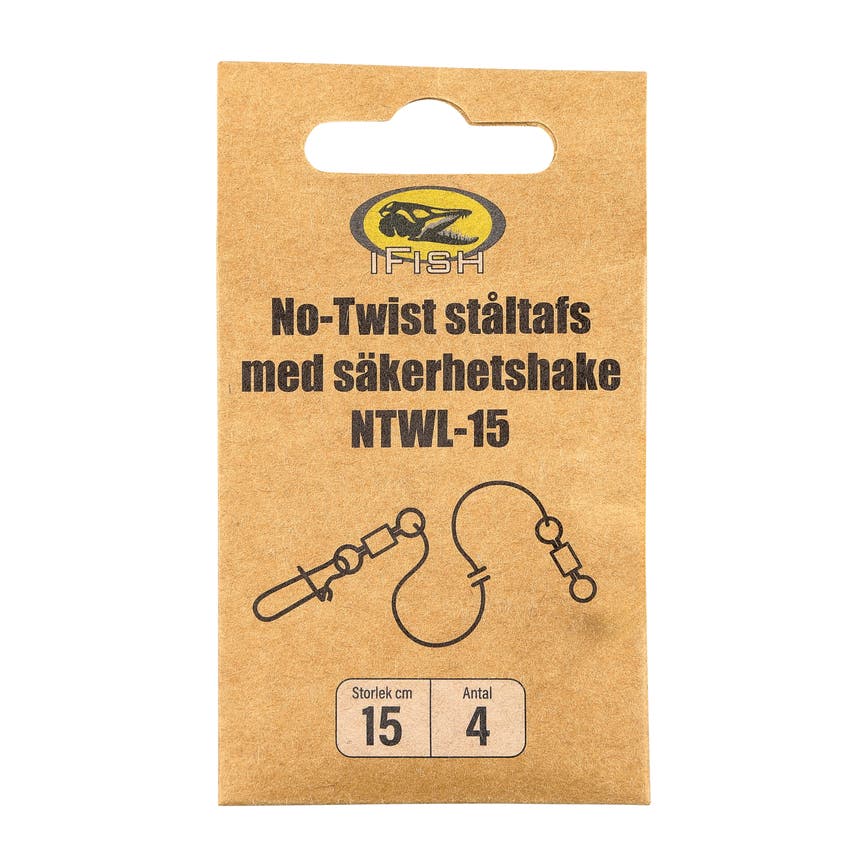 iFISH
No-Twist ståltafs
med säkerhetshake
NTWL-15
Storlek cm
15
Antal
4